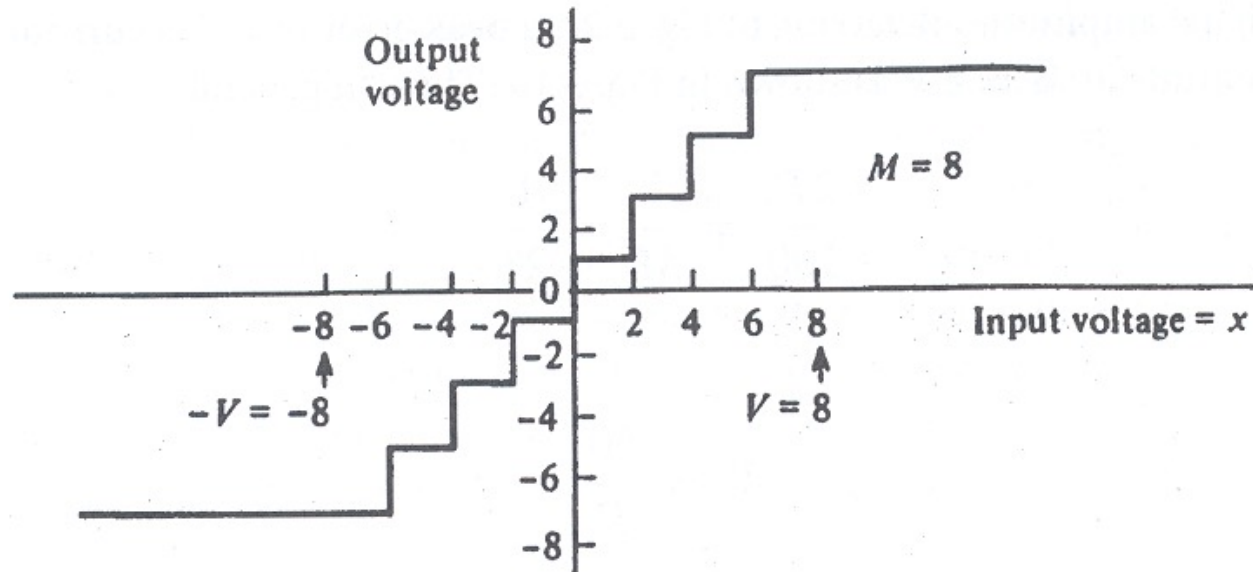 8
Output
voltage
6
4
M = 8
2
0
-8 -6 -4 -2
2 4 6 8 Input voltage = x
-2
-V = -8
V = 8
-4
-6
-8